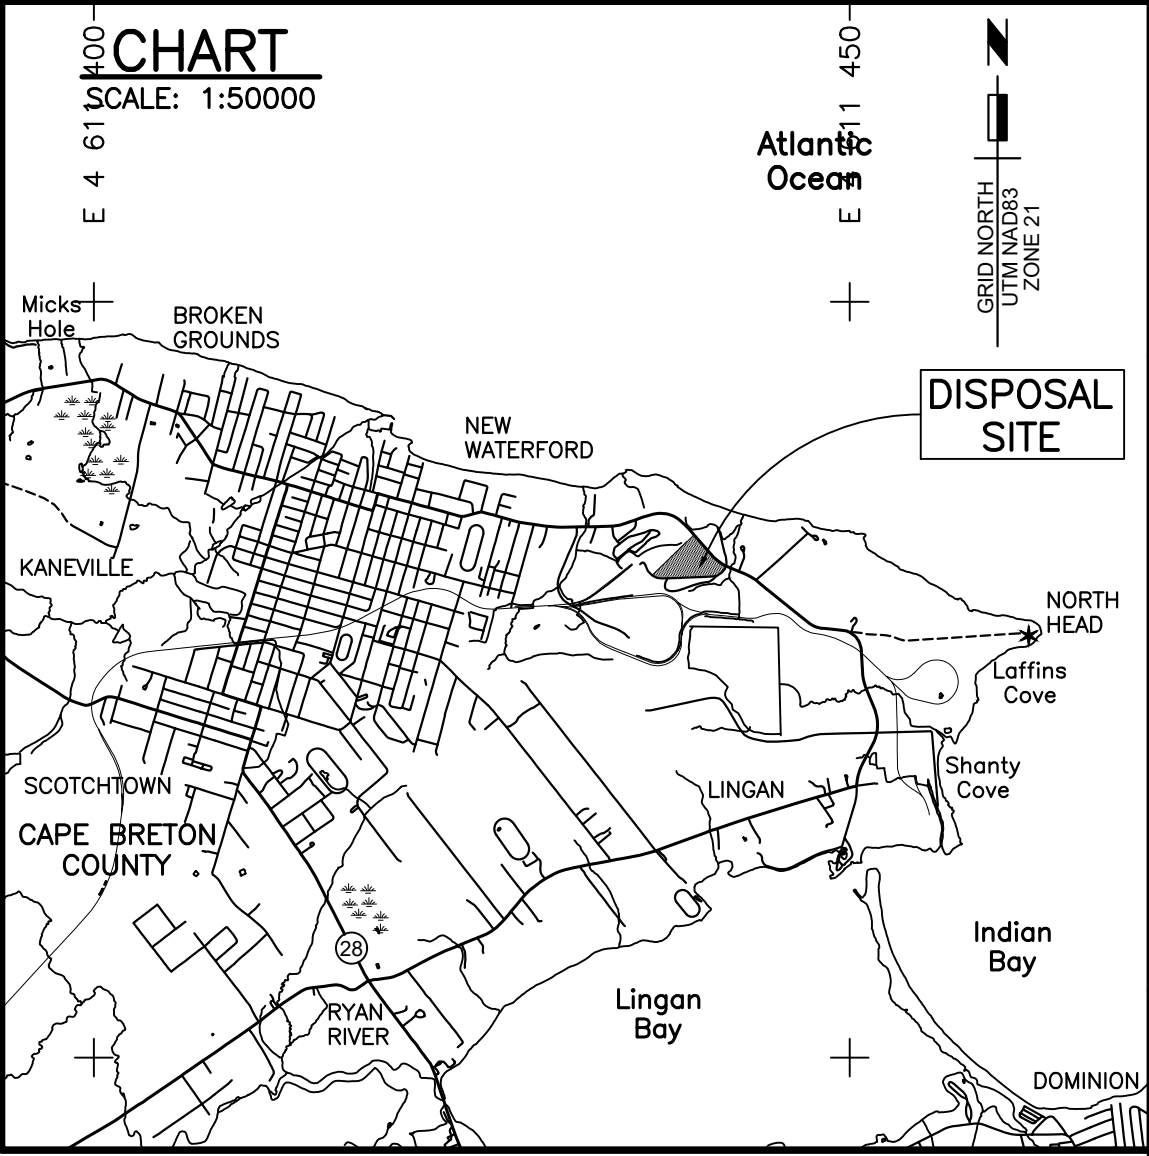 CHART
SCALE: 1:50000
E 4 611 400
E 4 611 450
Atlantic
Ocean
GRID NORTH
UTM NAD83
ZONE 21
Micks
Hole
BROKEN
GROUNDS
DISPOSAL
SITE
NEW
WATERFORD
KANEVILLE
NORTH
HEAD
Laffins
Cove
Shanty
Cove
SCOTCHTOWN
LINGAN
CAPE BRETON
COUNTY
28
Indian
Bay
Lingan
Bay
RYAN
RIVER
DOMINION